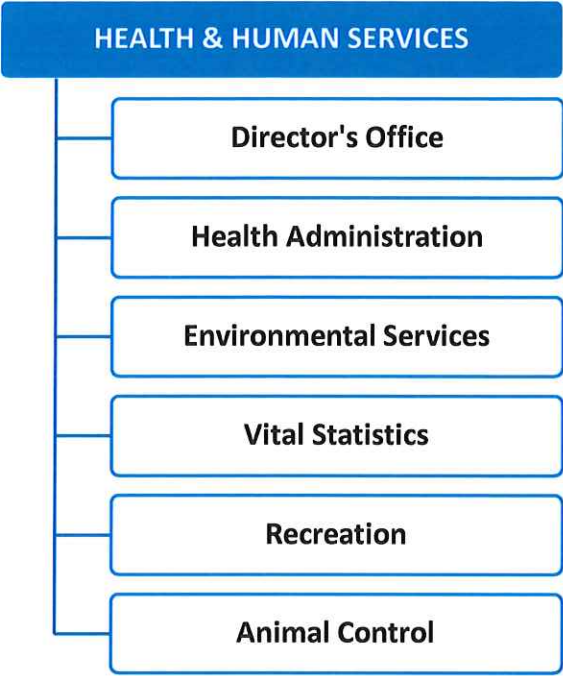 HEALTH & HUMAN SERVICES
Director's Office
Health Administration
Environmental Services
Vital Statistics
Recreation
Animal Control